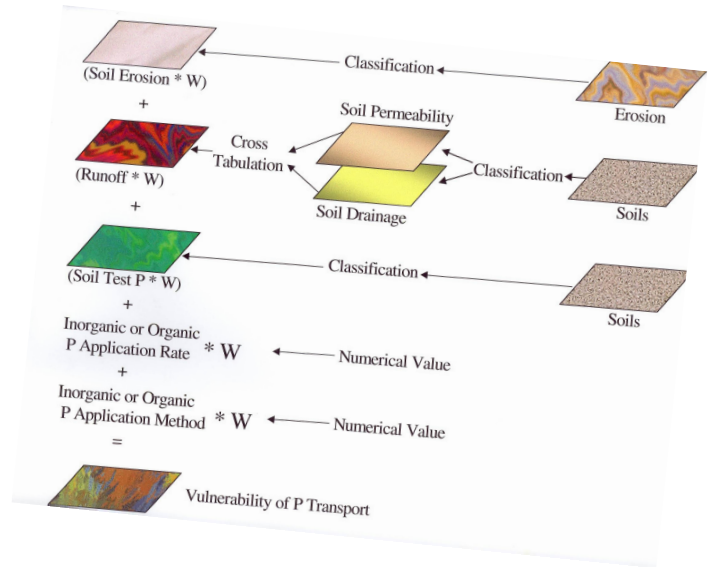 Classification
(Soil Erosion * W)
Erosion
+
Soil Permeability
Cross
Tabulation
Classification
(Runoff * W)
Soils
+
Soil Drainage
Classification
(Soil Test P * W)
Soils
+
Inorganic or Organic
P Application Rate * W
Numerical Value
+
Inorganic or Organic
P Application Method * W
Numerical Value
=
Vulnerability of P Transport